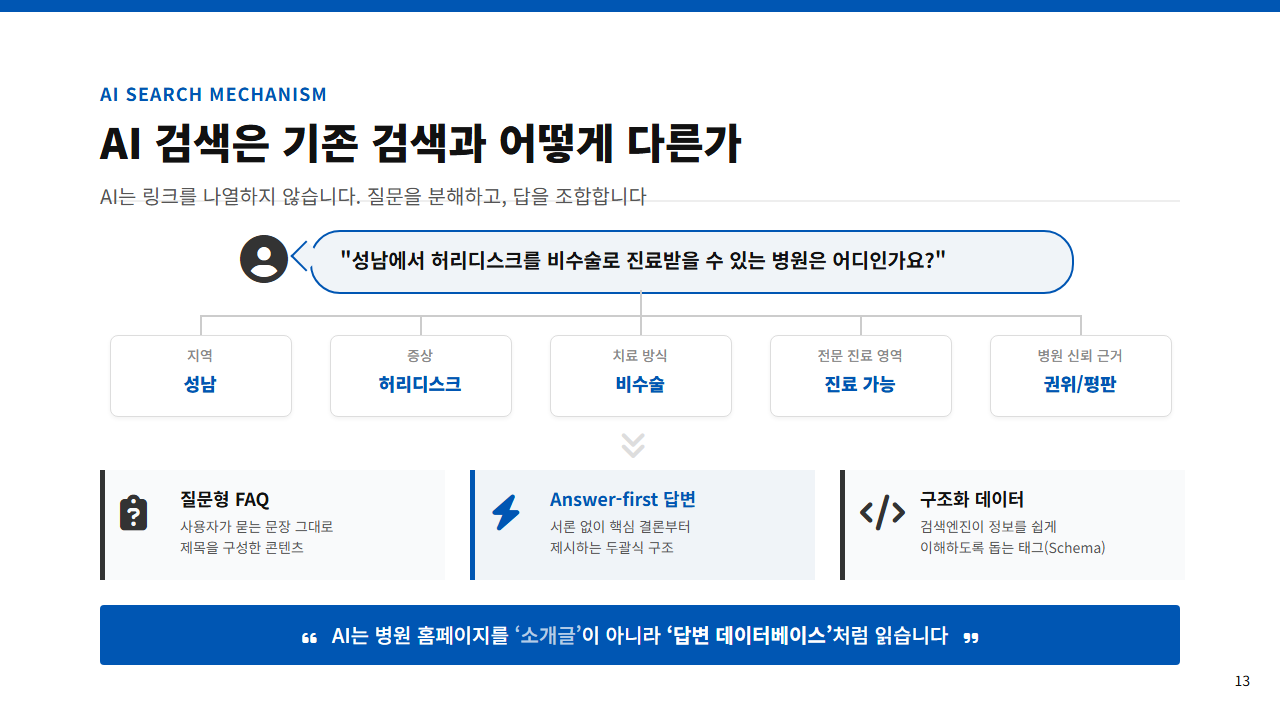 AI SEARCH MECHANISM
AI 검색은 기존 검색과 어떻게 다른가
AI는 링크를 나열하지 않습니다. 질문을 분해하고, 답을 조합합니다
"성남에서 허리디스크를 비수술로 진료받을 수 있는 병원은 어디인가요?"
지역
성남
증상
허리디스크
치료 방식
비수술
전문 진료 영역
진료 가능
병원 신뢰 근거
권위/평판
질문형 FAQ
사용자가 묻는 문장 그대로
제목을 구성한 콘텐츠
Answer-first 답변
서론 없이 핵심 결론부터
제시하는 두괄식 구조
구조화 데이터
검색엔진이 정보를 쉽게
이해하도록 돕는 태그(Schema)
❝ AI는 병원 홈페이지를 ‘소개글’이 아니라 ‘답변 데이터베이스’처럼 읽습니다 ❞
13